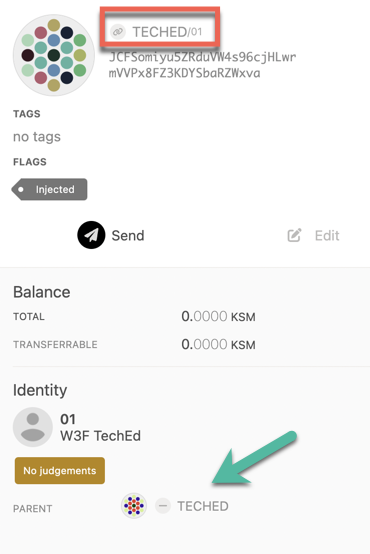 TECHED/01
JCFSomiyu5ZRduVW4s96cjHLwr
mVVPx8FZ3KDYSbaRZWxva
TAGS
no tags
FLAGS
Injected
Send
Edit
Balance
TOTAL 0.0000 KSM
TRANSFERRABLE 0.0000 KSM
Identity
01
W3F TechEd
No judgements
PARENT TECHED